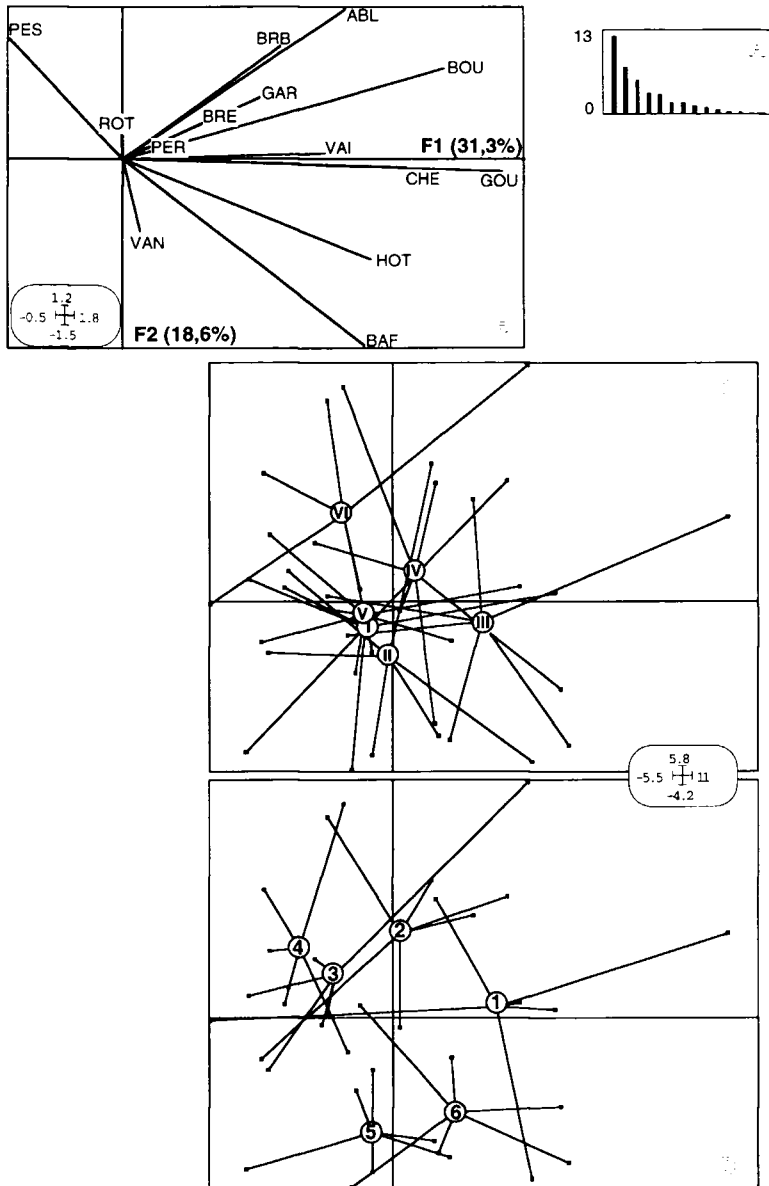 PES
ABL
BRB
BOU
GAR
BRE
ROT
PER
VAI
F1 (31,3%)
CHE
GOU
VAN
HOT
BAF
F2 (18,6%)
1.2
-0.5
1.8
-1.5
13
0
VI
IV
V
I
III
II
5.8
-5.5
11
-4.2
2
4
3
1
6
5